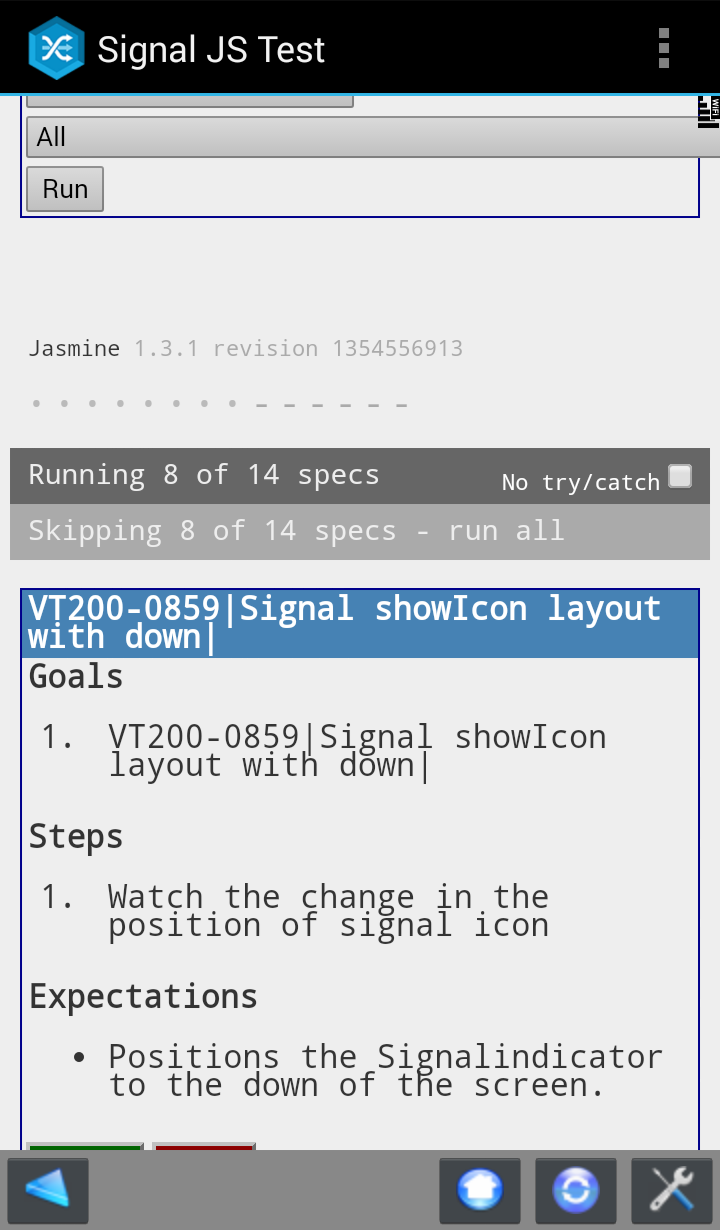 Signal JS Test
WiFi
All
Run
Jasmine 1.3.1 revision 1354556913
Running 8 of 14 specs
No try/catch
Skipping 8 of 14 specs - run all
VT200-0859|Signal showIcon layout
with down|
Goals
1. VT200-0859|Signal showIcon
layout with down|
Steps
1. Watch the change in the
position of signal icon
Expectations
• Positions the Signalindicator
to the down of the screen.